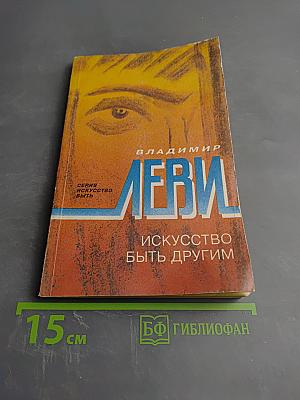 ВЛАДИМИР
ЛЕВИ
СЕРИЯ
ИСКУССТВО
БЫТЬ
ИСКУССТВО
БЫТЬ ДРУГИМ
15 см
БФ ГИБЛИОФАН